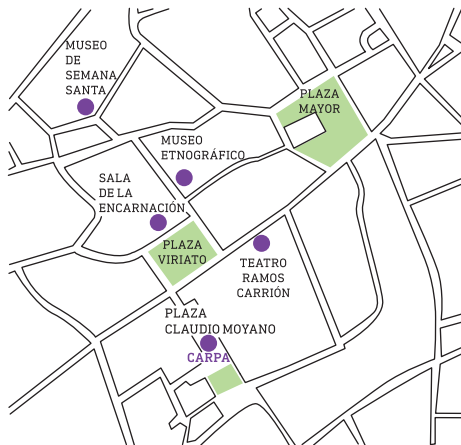 MUSEO
DE
SEMANA
SANTA
PLAZA
MAYOR
MUSEO
ETNOGRÁFICO
SALA
DE LA
ENCARNACIÓN
PLAZA
VIRIATO
TEATRO
RAMOS
CARRIÓN
PLAZA
CLAUDIO MOYANO
CARPA